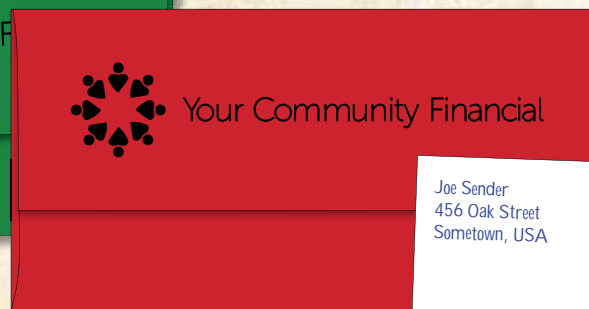 F
Your Community Financial
Joe Sender
456 Oak Street
Sometown, USA